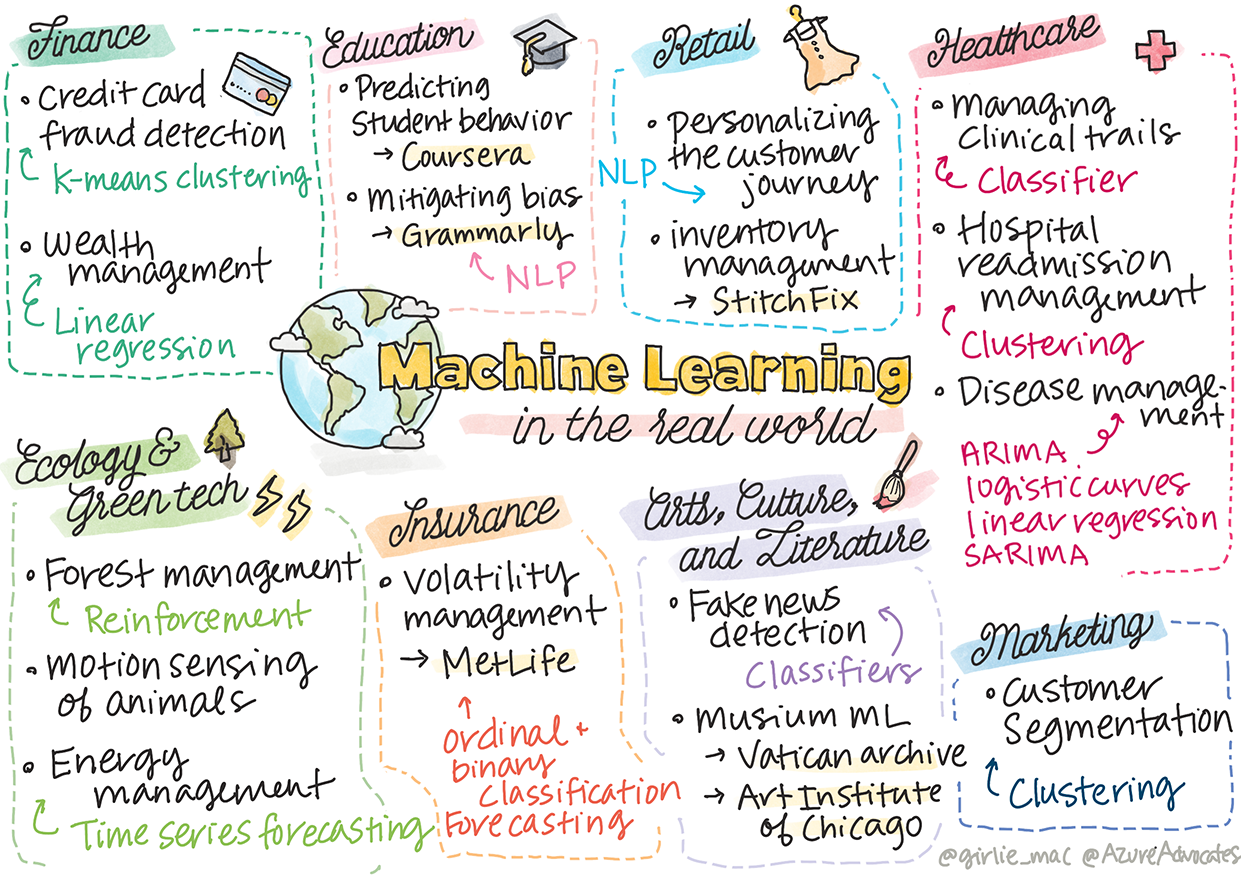 Finance
• Credit card
fraud detection
K-means clustering
• Wealth
management
Linear
regression
Education
• Predicting
Student behavior
→ Coursera
• Mitigating bias
→ Grammarly
NLP
Retail
• personalizing
the customer
journey
NLP
• inventory
managument
→ StitchFix
Healthcare
• managing
clinical trails
Classifier
• Hospital
readmission
management
Clustering
• Disease manage-
ment
ARIMA
logistic curves
linear regression
SARIMA
Machine Learning
in the real world
Ecology &
Green tech
• Forest management
Reinforcement
• motion sensing
of animals
• Energy
management
Time series forecasting
Insurance
• Volatility
management
→ MetLife
ordinal +
binary
classification
Forecasting
Arts, Culture,
and Literature
• Fake news
detection
Classifiers
• Musium ML
→ Vatican archive
→ Art Institute
of Chicago
Marketing
• Customer
Segmentation
Clustering
@girlie_mac @AzureAdvocates